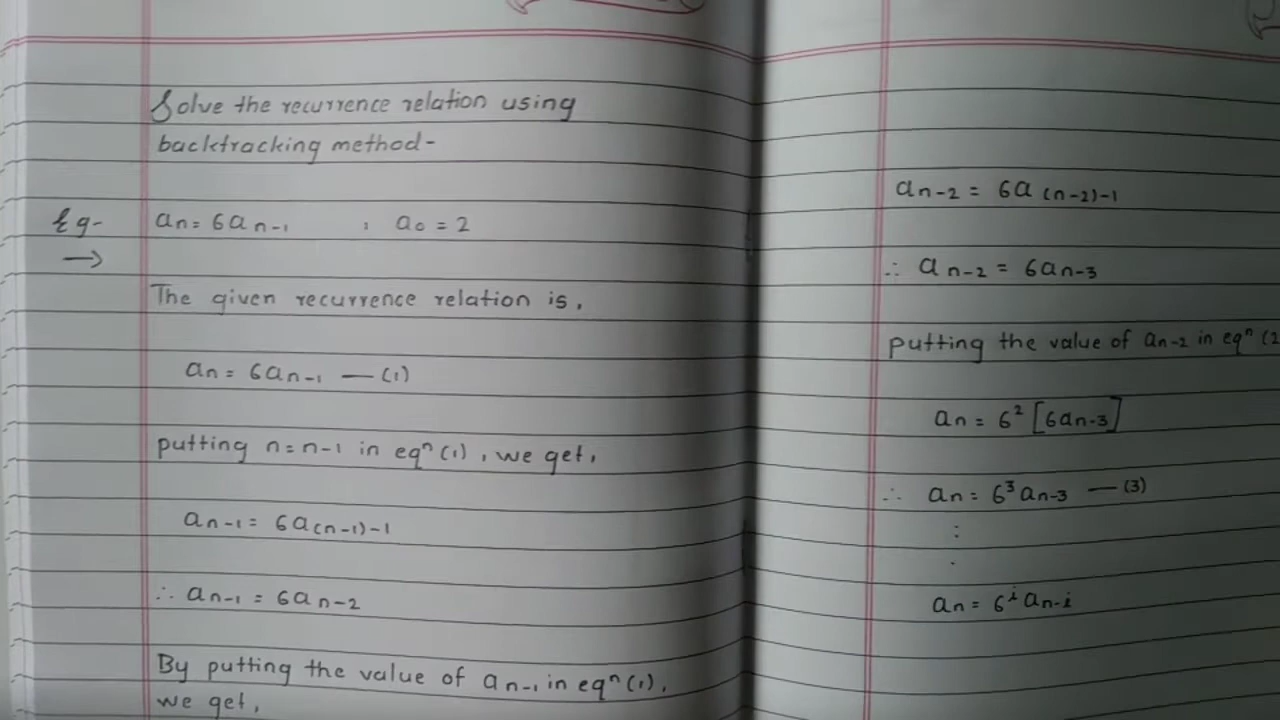 Solve the recurrence relation using
backtracking method-
Eg- an = 6an-1 , a0 = 2
→
The given recurrence relation is,
an = 6an-1 — (1)
putting n = n-1 in eqⁿ (1), we get,
an-1 = 6a(n-1)-1
∴ an-1 = 6an-2
By putting the value of an-1 in eqⁿ (1),
we get,
an-2 = 6a(n-2)-1
∴ an-2 = 6an-3
putting the value of an-2 in eqⁿ (2
an = 6² [6an-3]
∴ an = 6³ an-3 — (3)
:
.
an = 6ⁱ an-i